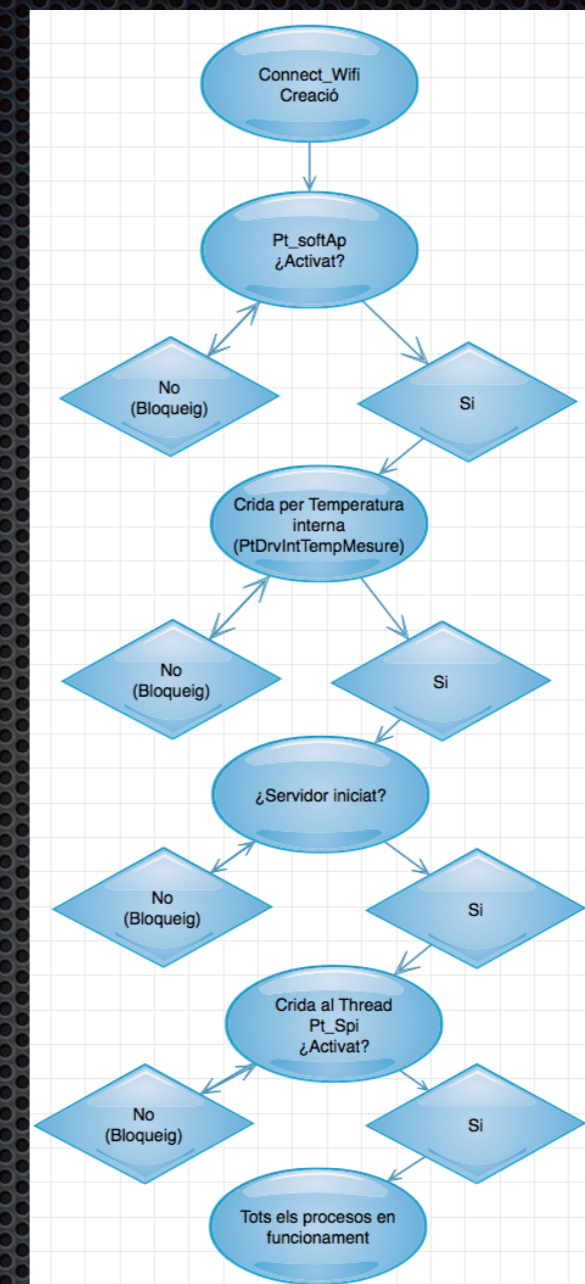 Connect_Wifi
Creació
Pt_softAp
¿Activat?
No
(Bloqueig)
Si
Crida per Temperatura
interna
(PtDrvIntTempMesure)
No
(Bloqueig)
Si
¿Servidor iniciat?
No
(Bloqueig)
Si
Crida al Thread
Pt_Spi
¿Activat?
No
(Bloqueig)
Si
Tots els procesos en
funcionament